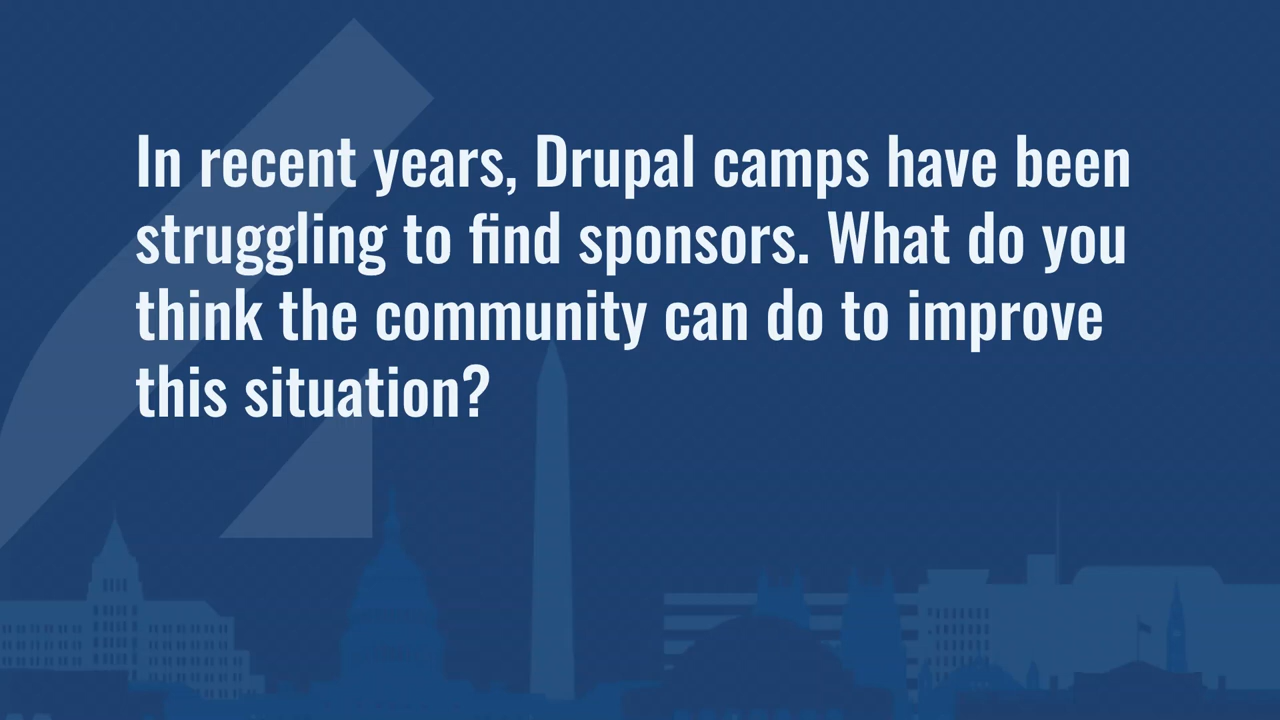 In recent years, Drupal camps have been
struggling to find sponsors. What do you
think the community can do to improve
this situation?